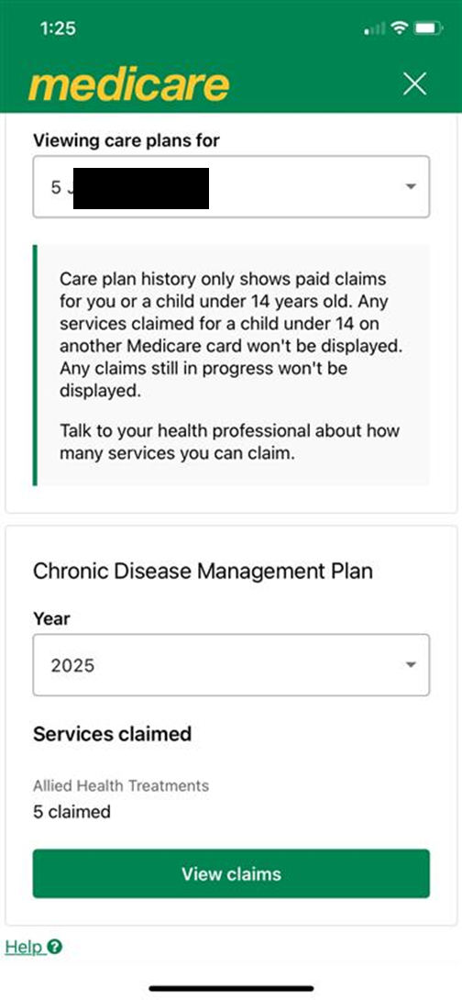 1:25
medicare
Viewing care plans for
5 J
Care plan history only shows paid claims
for you or a child under 14 years old. Any
services claimed for a child under 14 on
another Medicare card won't be displayed.
Any claims still in progress won't be
displayed.
Talk to your health professional about how
many services you can claim.
Chronic Disease Management Plan
Year
2025
Services claimed
Allied Health Treatments
5 claimed
View claims
Help ?